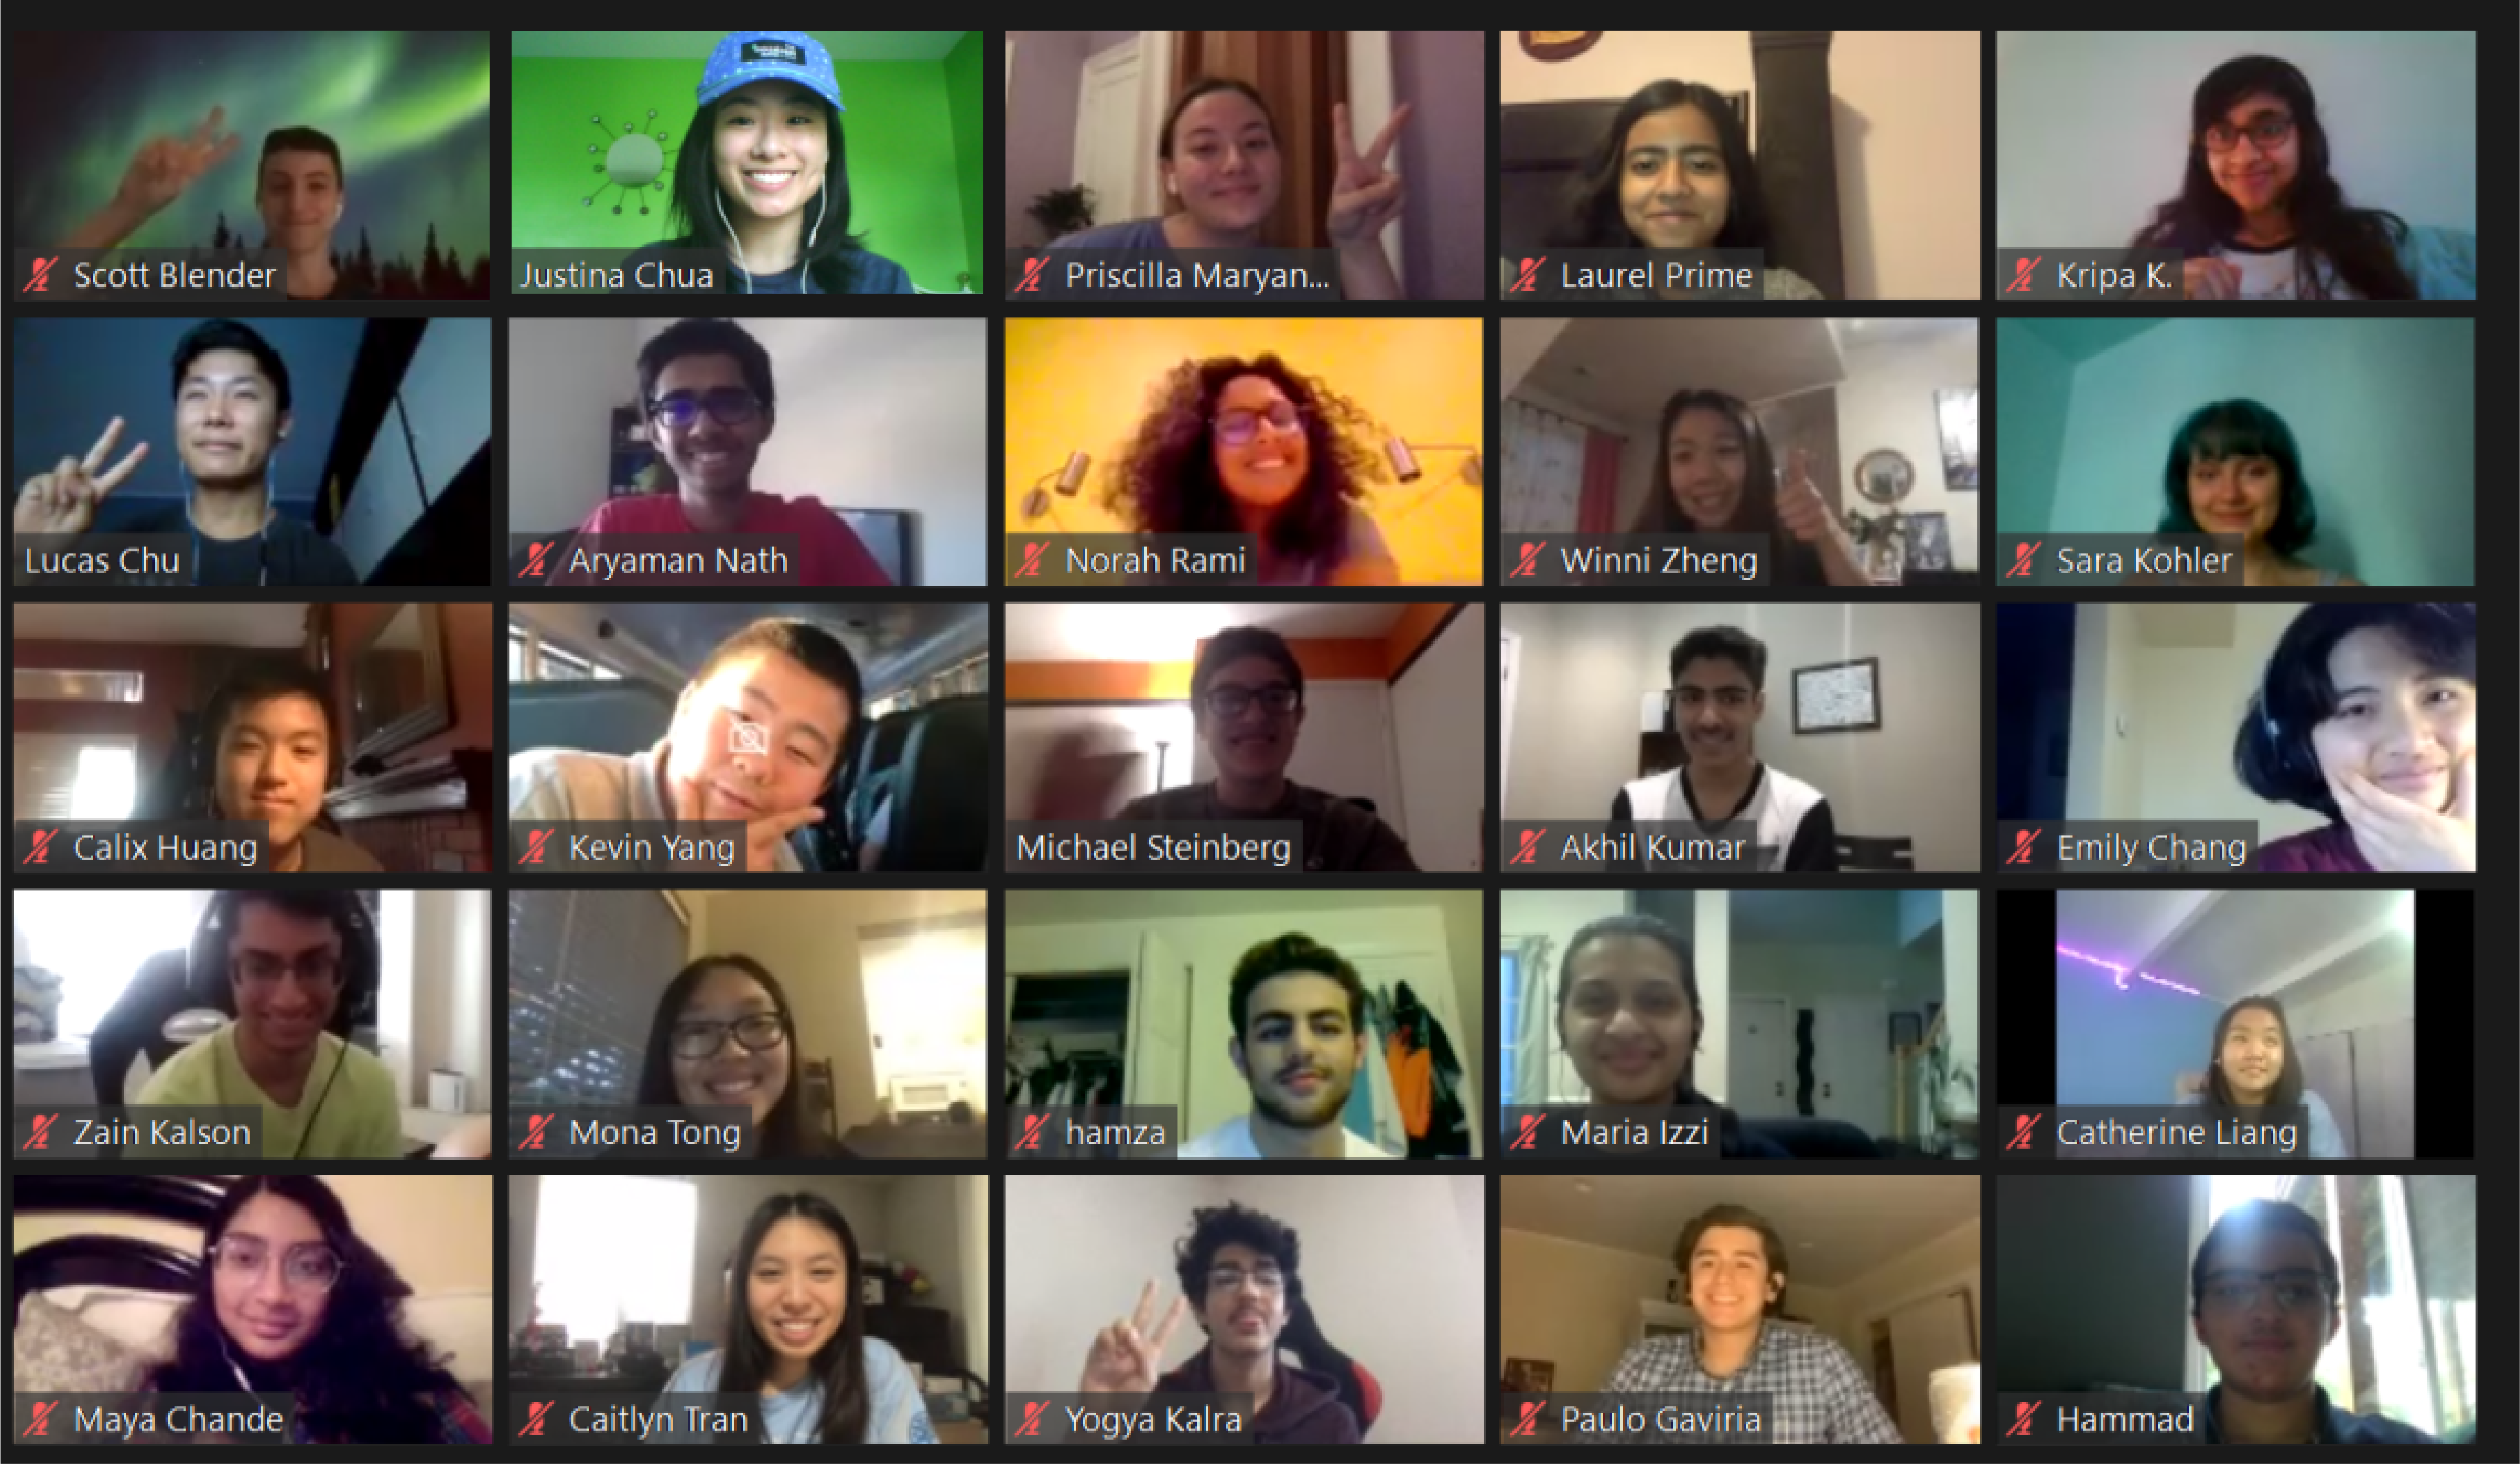 Scott Blender
Justina Chua
Priscilla Maryan...
Laurel Prime
Kripa K.
Lucas Chu
Aryaman Nath
Norah Rami
Winni Zheng
Sara Kohler
Calix Huang
Kevin Yang
Michael Steinberg
Akhil Kumar
Emily Chang
Zain Kalson
Mona Tong
hamza
Maria Izzi
Catherine Liang
Maya Chande
Caitlyn Tran
Yogya Kalra
Paulo Gaviria
Hammad